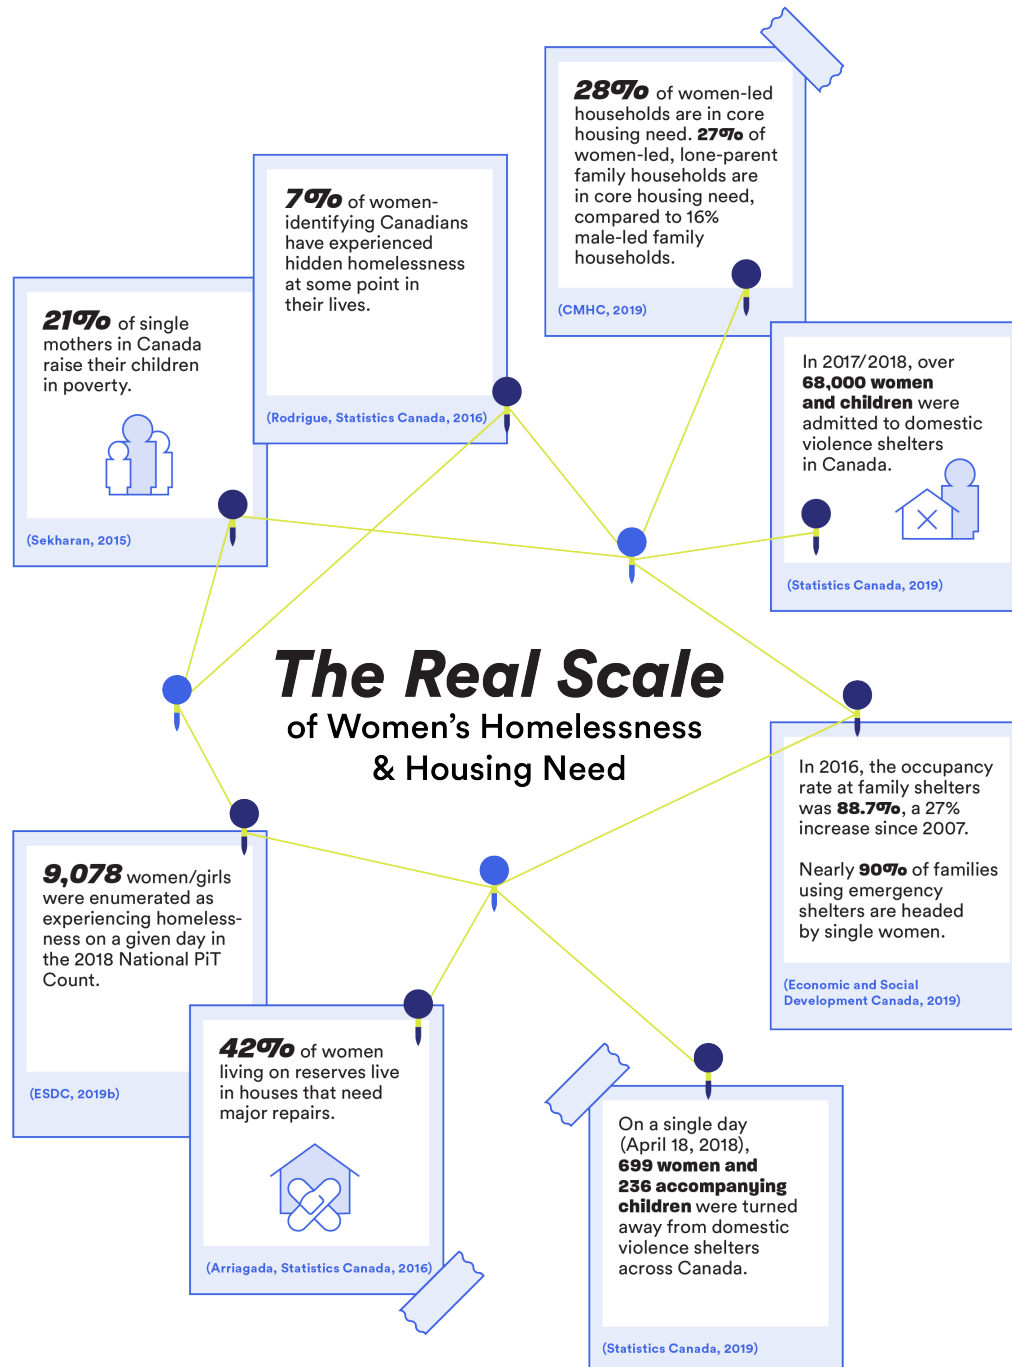 28% of women-led
households are in core
housing need. 27% of
women-led, lone-parent
family households are
in core housing need,
compared to 16%
male-led family
households.
(CMHC, 2019)
7% of women-
identifying Canadians
have experienced
hidden homelessness
at some point in
their lives.
(Rodrigue, Statistics Canada, 2016)
21% of single
mothers in Canada
raise their children
in poverty.
(Sekharan, 2015)
In 2017/2018, over
68,000 women
and children were
admitted to domestic
violence shelters
in Canada.
(Statistics Canada, 2019)
The Real Scale
of Women's Homelessness
& Housing Need
In 2016, the occupancy
rate at family shelters
was 88.7%, a 27%
increase since 2007.
Nearly 90% of families
using emergency
shelters are headed
by single women.
(Economic and Social
Development Canada, 2019)
9,078 women/girls
were enumerated as
experiencing homeless-
ness on a given day in
the 2018 National PiT
Count.
(ESDC, 2019b)
42% of women
living on reserves live
in houses that need
major repairs.
(Arriagada, Statistics Canada, 2016)
On a single day
(April 18, 2018),
699 women and
236 accompanying
children were turned
away from domestic
violence shelters
across Canada.
(Statistics Canada, 2019)